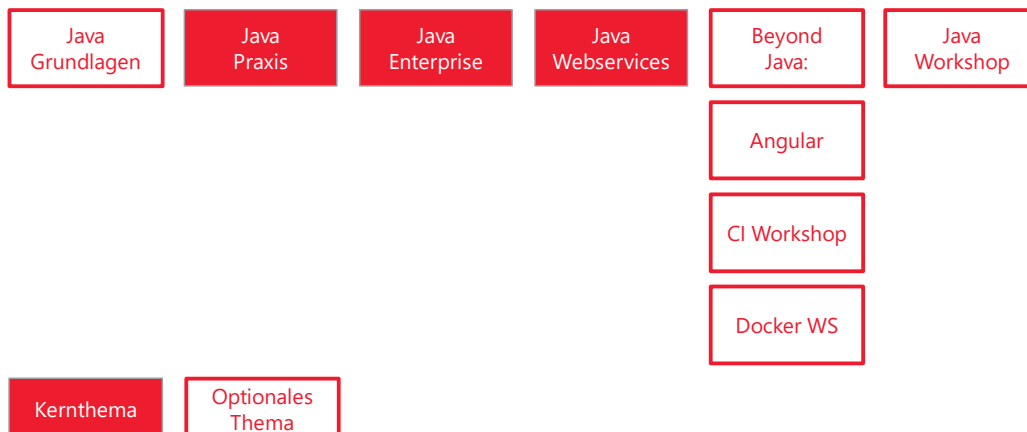 Java
Grundlagen
Java
Praxis
Java
Enterprise
Java
Webservices
Beyond
Java:
Java
Workshop
Angular
CI Workshop
Docker WS
Kernthema
Optionales
Thema